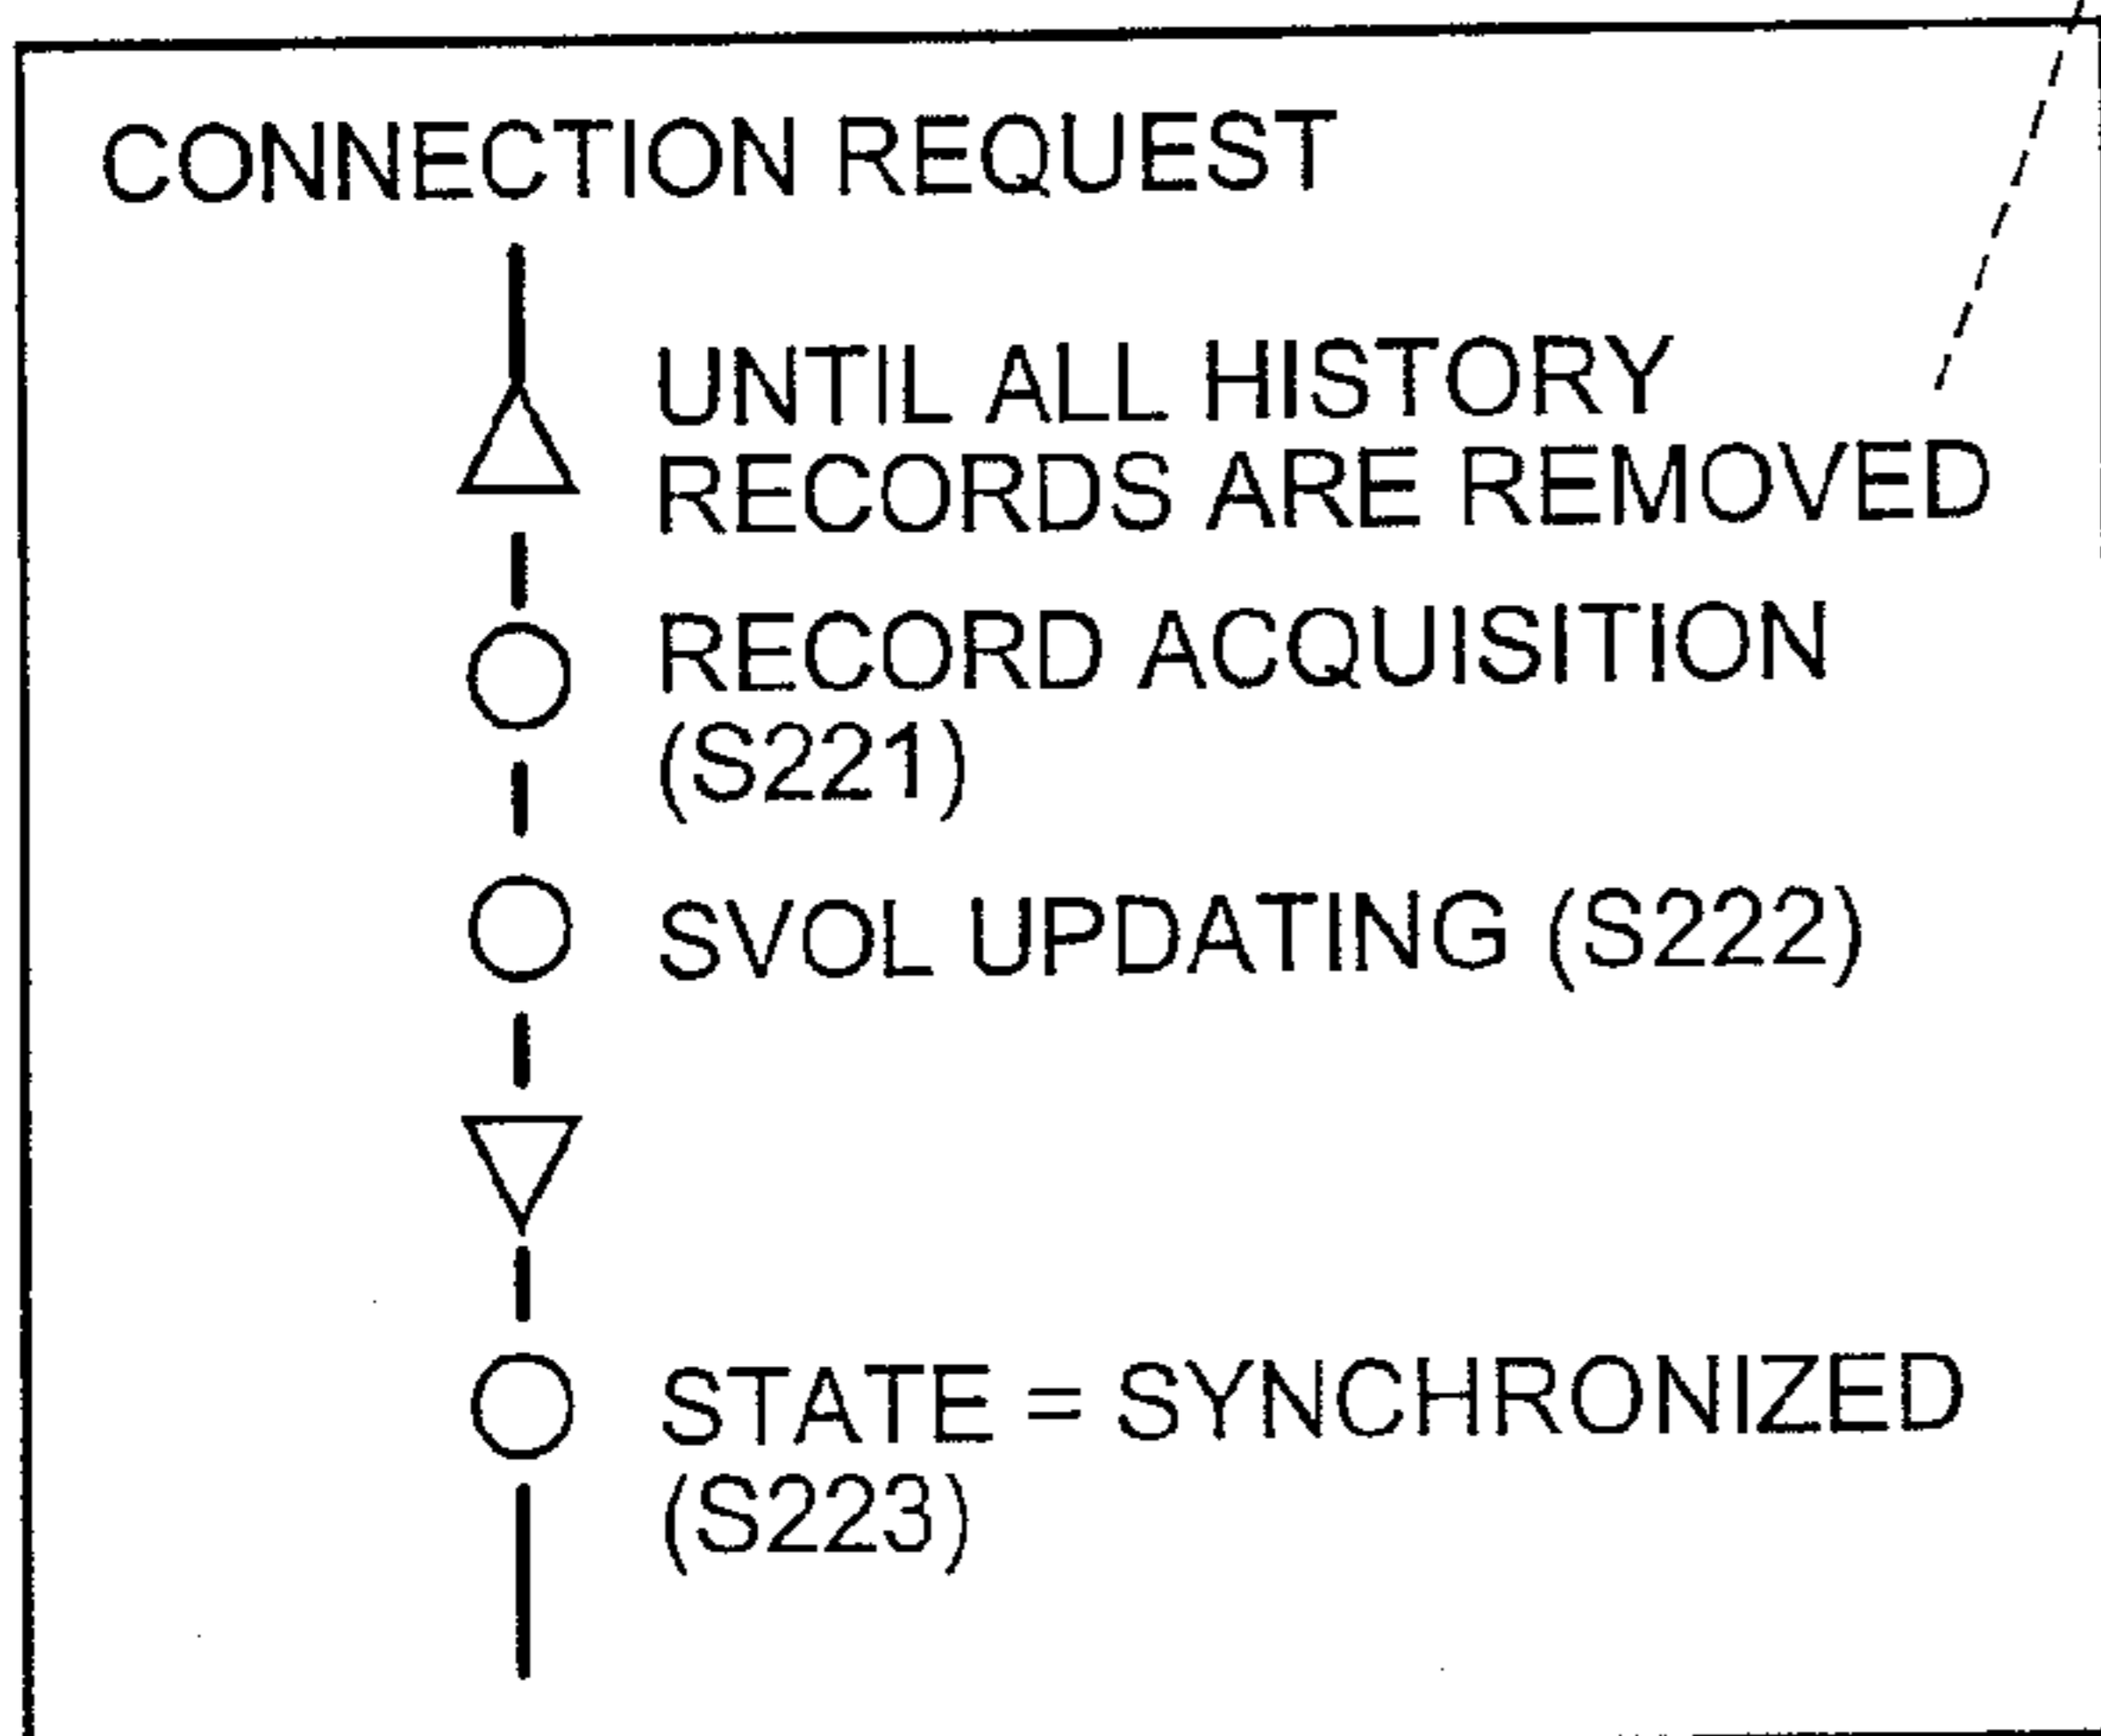 CONNECTION REQUEST
UNTIL ALL HISTORY
RECORDS ARE REMOVED
RECORD ACQUISITION
(S221)
SVOL UPDATING (S222)
STATE = SYNCHRONIZED
(S223)